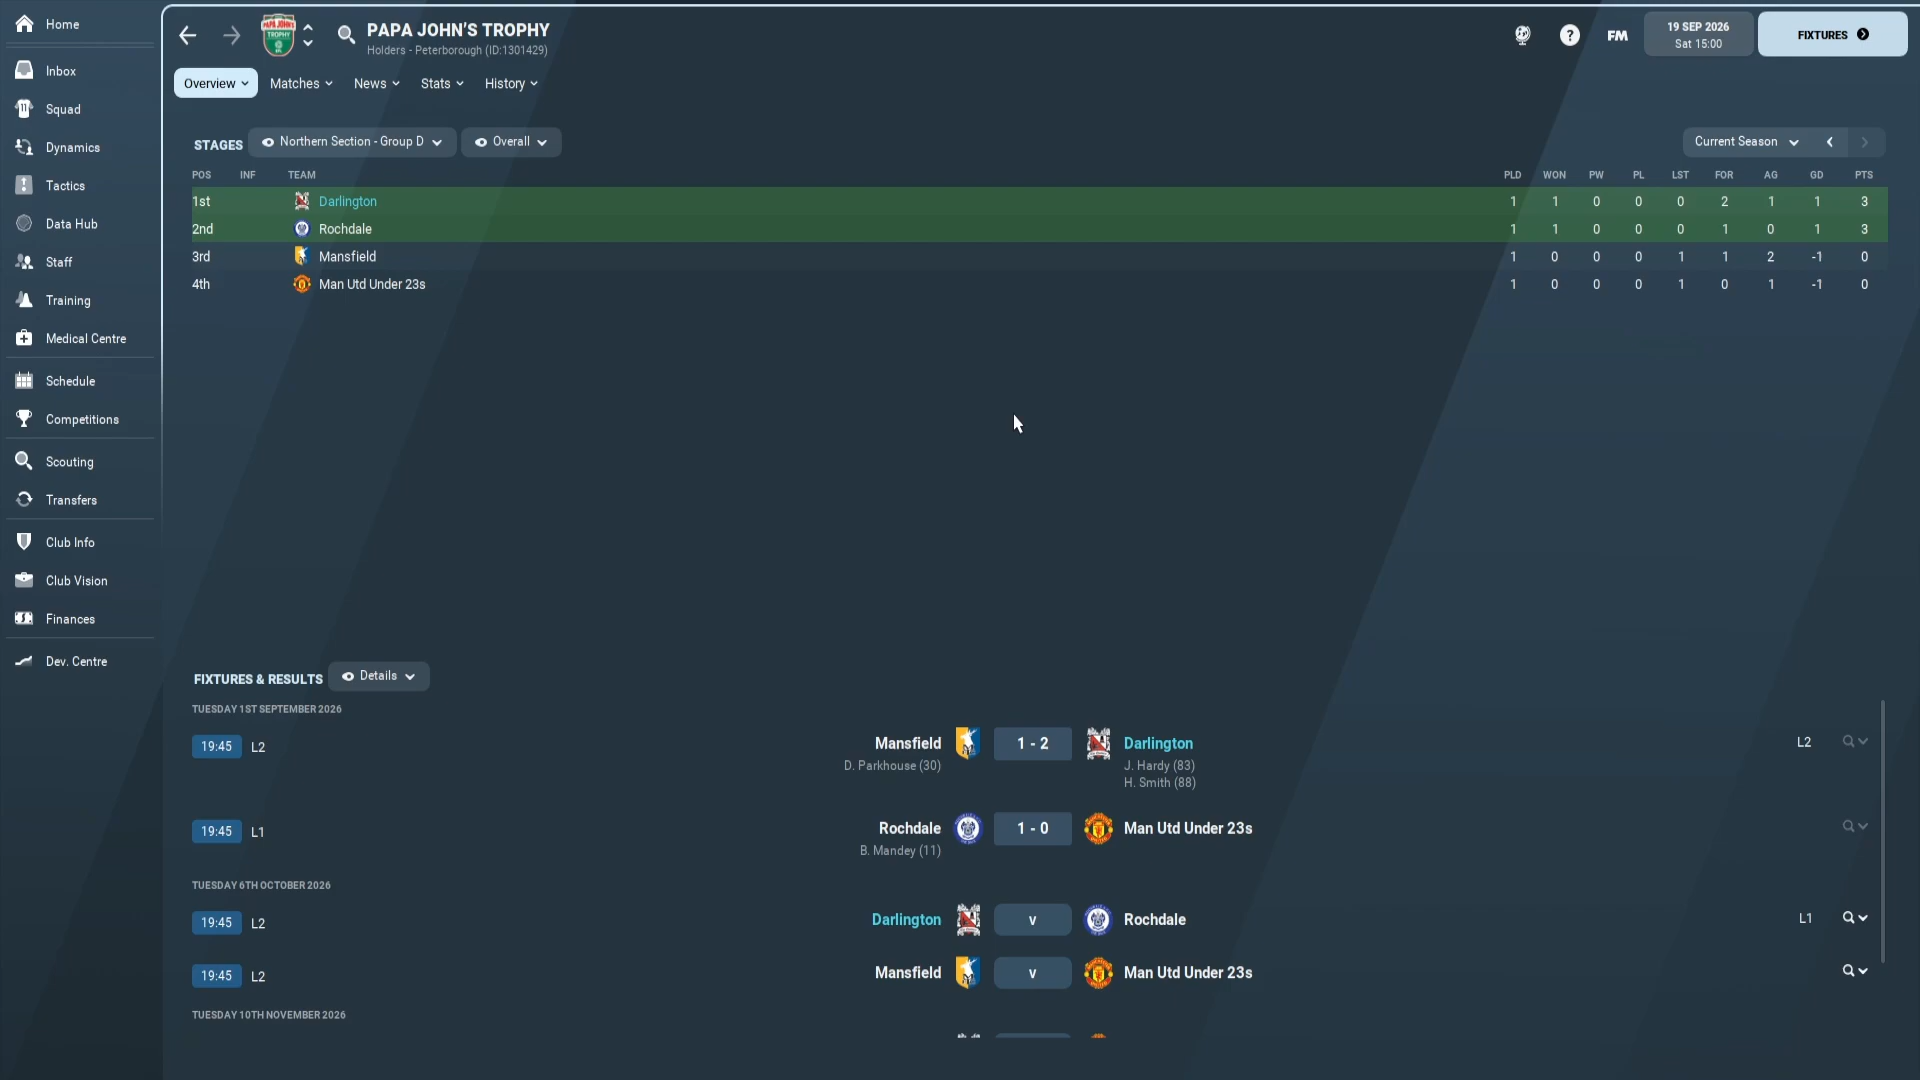 Home
Inbox
Squad
Dynamics
Tactics
Data Hub
Staff
Training
Medical Centre
Schedule
Competitions
Scouting
Transfers
Club Info
Club Vision
Finances
Dev. Centre
PAPA JOHN'S TROPHY
Holders - Peterborough (ID:1301429)
FM
19 SEP 2026
Sat 15:00
FIXTURES
Overview Matches News Stats History
STAGES Northern Section - Group D Overall Current Season
POS INF TEAM PLD WON PW PL LST FOR AG GD PTS
1st Darlington 1 1 0 0 0 2 1 1 3
2nd Rochdale 1 1 0 0 0 1 0 1 3
3rd Mansfield 1 0 0 0 1 1 2 -1 0
4th Man Utd Under 23s 1 0 0 0 1 0 1 -1 0
FIXTURES & RESULTS Details
TUESDAY 1ST SEPTEMBER 2026
19:45 L2 Mansfield 1 - 2 Darlington L2
D. Parkhouse (30) J. Hardy (83)
H. Smith (88)
19:45 L1 Rochdale 1 - 0 Man Utd Under 23s
B. Mandey (11)
TUESDAY 6TH OCTOBER 2026
19:45 L2 Darlington v Rochdale L1
19:45 L2 Mansfield v Man Utd Under 23s
TUESDAY 10TH NOVEMBER 2026